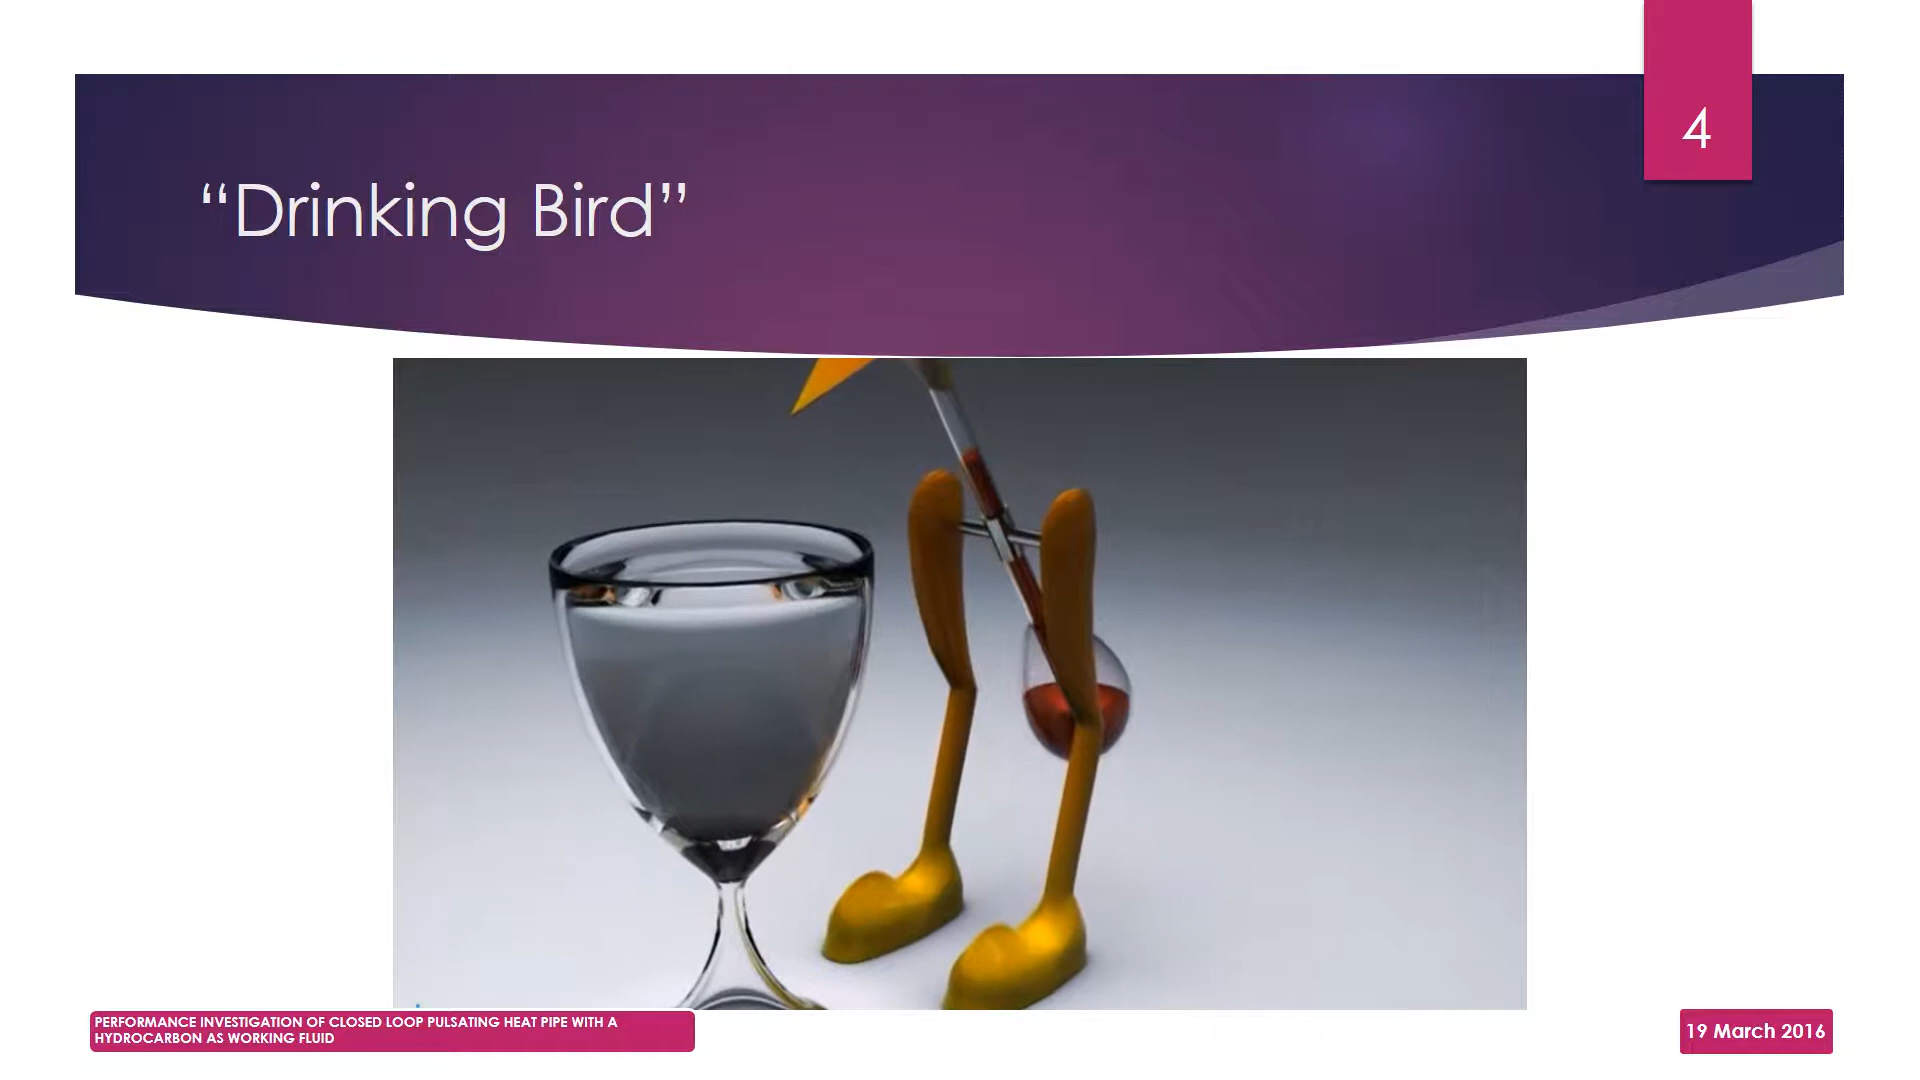 4
“Drinking Bird”
PERFORMANCE INVESTIGATION OF CLOSED LOOP PULSATING HEAT PIPE WITH A
HYDROCARBON AS WORKING FLUID
19 March 2016